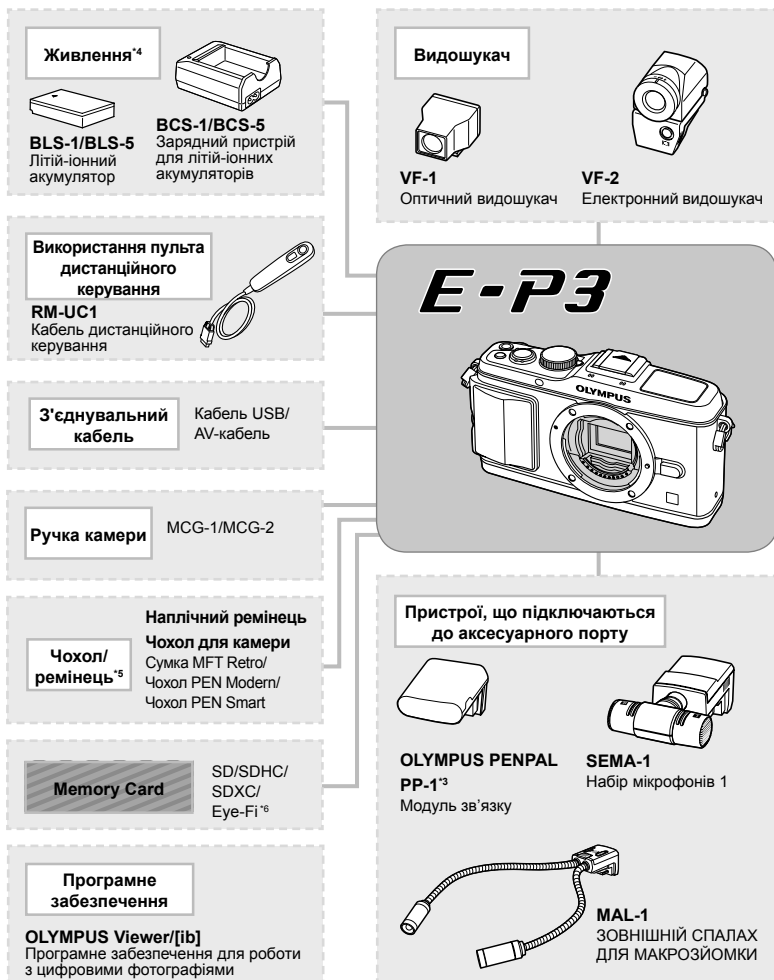 Живлення*4
BLS-1/BLS-5
Літій-іонний
акумулятор
BCS-1/BCS-5
Зарядний пристрій
для літій-іонних
акумуляторів
Використання пульта
дистанційного
керування
RM-UC1
Кабель дистанційного
керування
З'єднувальний
кабель
Кабель USB/
AV-кабель
Ручка камери
MCG-1/MCG-2
Чохол/
ремінець*5
Наплічний ремінець
Чохол для камери
Сумка MFT Retro/
Чохол PEN Modern/
Чохол PEN Smart
Memory Card
SD/SDHC/
SDXC/
Eye-Fi*6
Програмне
забезпечення
OLYMPUS Viewer/[ib]
Програмне забезпечення для роботи
з цифровими фотографіями
Видошукач
VF-1
Оптичний видошукач
VF-2
Електронний видошукач
E-P3
OLYMPUS
Пристрої, що підключаються
до аксесуарного порту
OLYMPUS PENPAL
PP-1*3
Модуль зв’язку
SEMA-1
Набір мікрофонів 1
MAL-1
ЗОВНІШНІЙ СПАЛАХ
ДЛЯ МАКРОЗЙОМКИ